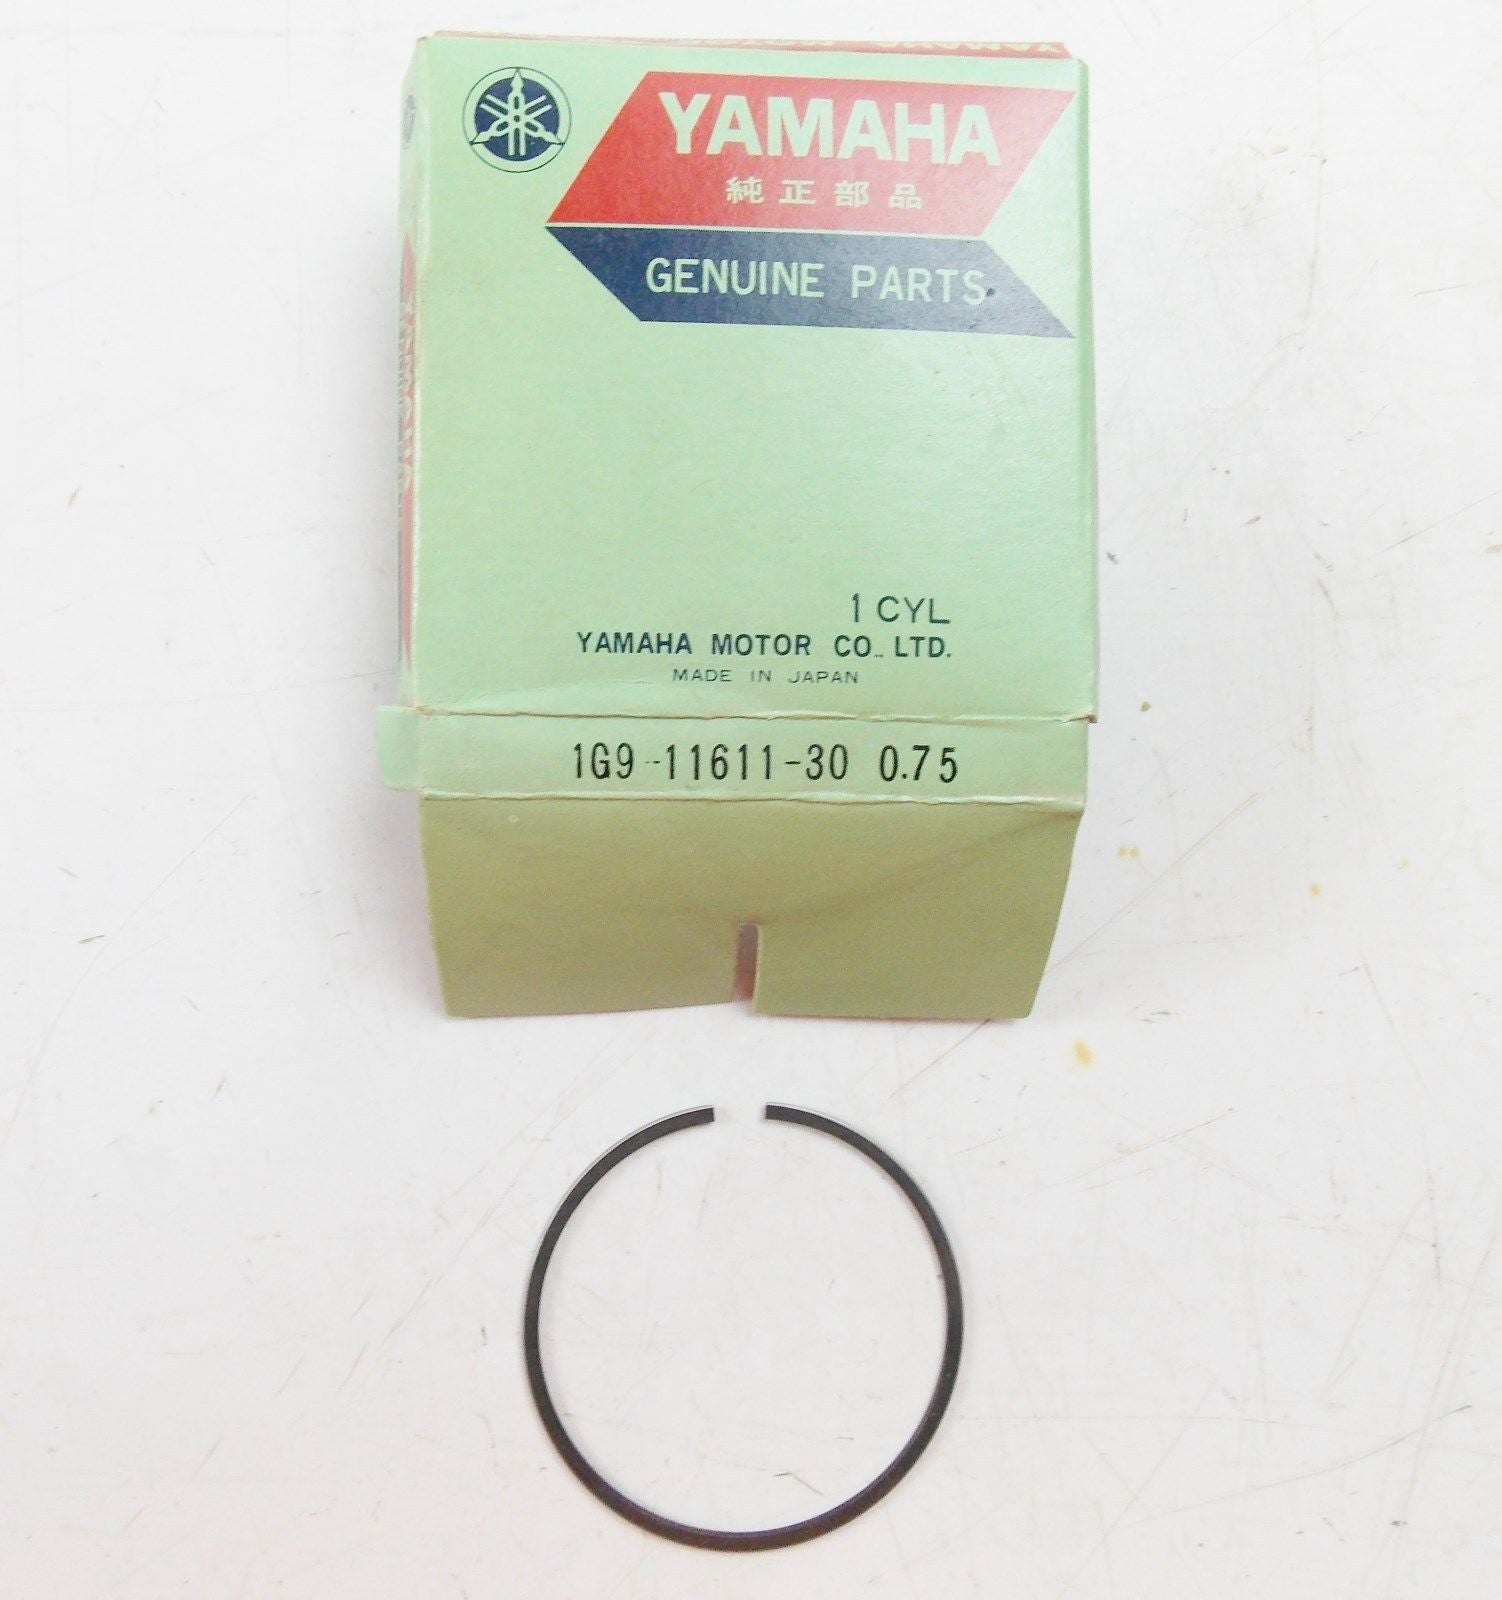 YAMAHA
純正部品
GENUINE PARTS
1 CYL
YAMAHA MOTOR CO., LTD.
MADE IN JAPAN
1G9-11611-30 0.75
YAMAHA